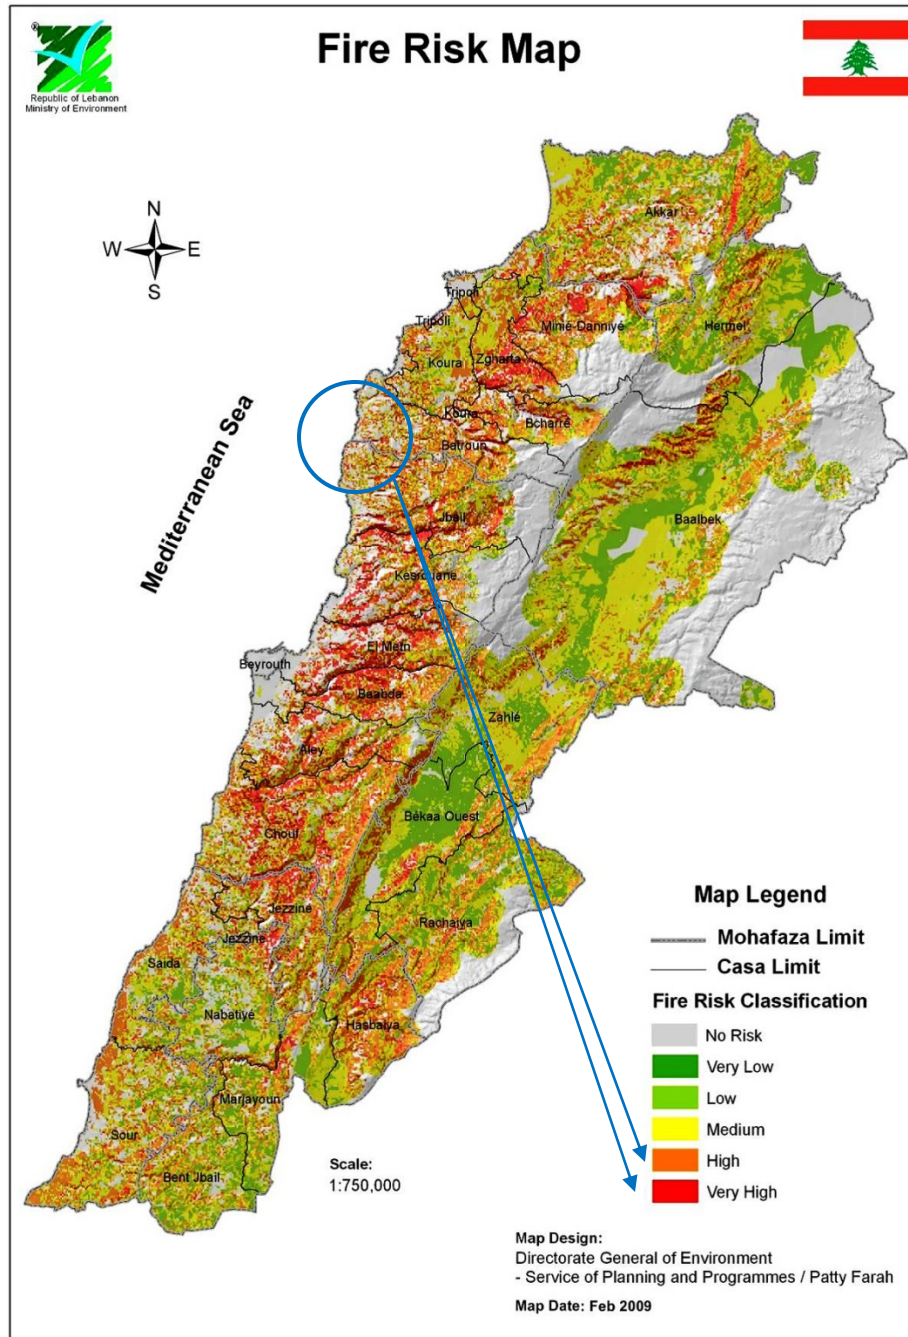 ®
Republic of Lebanon
Ministry of Environment
Fire Risk Map
N
W E
S
Mediterranean Sea
Akkar
Tripoli
Tripoli
Minié-Danniyé
Hermel
Koura
Zgharta
Koura
Bcharré
Batroun
Jbail
Baalbek
Kesrouane
El Metn
Beyrouth
Baabda
Zahlé
Aley
Békaa Ouest
Chouf
Jezzine
Rachaiya
Jezzine
Saida
Nabatiyé
Hasbaiya
Marjayoun
Sour
Bent Jbail
Scale:
1:750,000
Map Legend
Mohafaza Limit
Casa Limit
Fire Risk Classification
No Risk
Very Low
Low
Medium
High
Very High
Map Design:
Directorate General of Environment
- Service of Planning and Programmes / Patty Farah
Map Date: Feb 2009